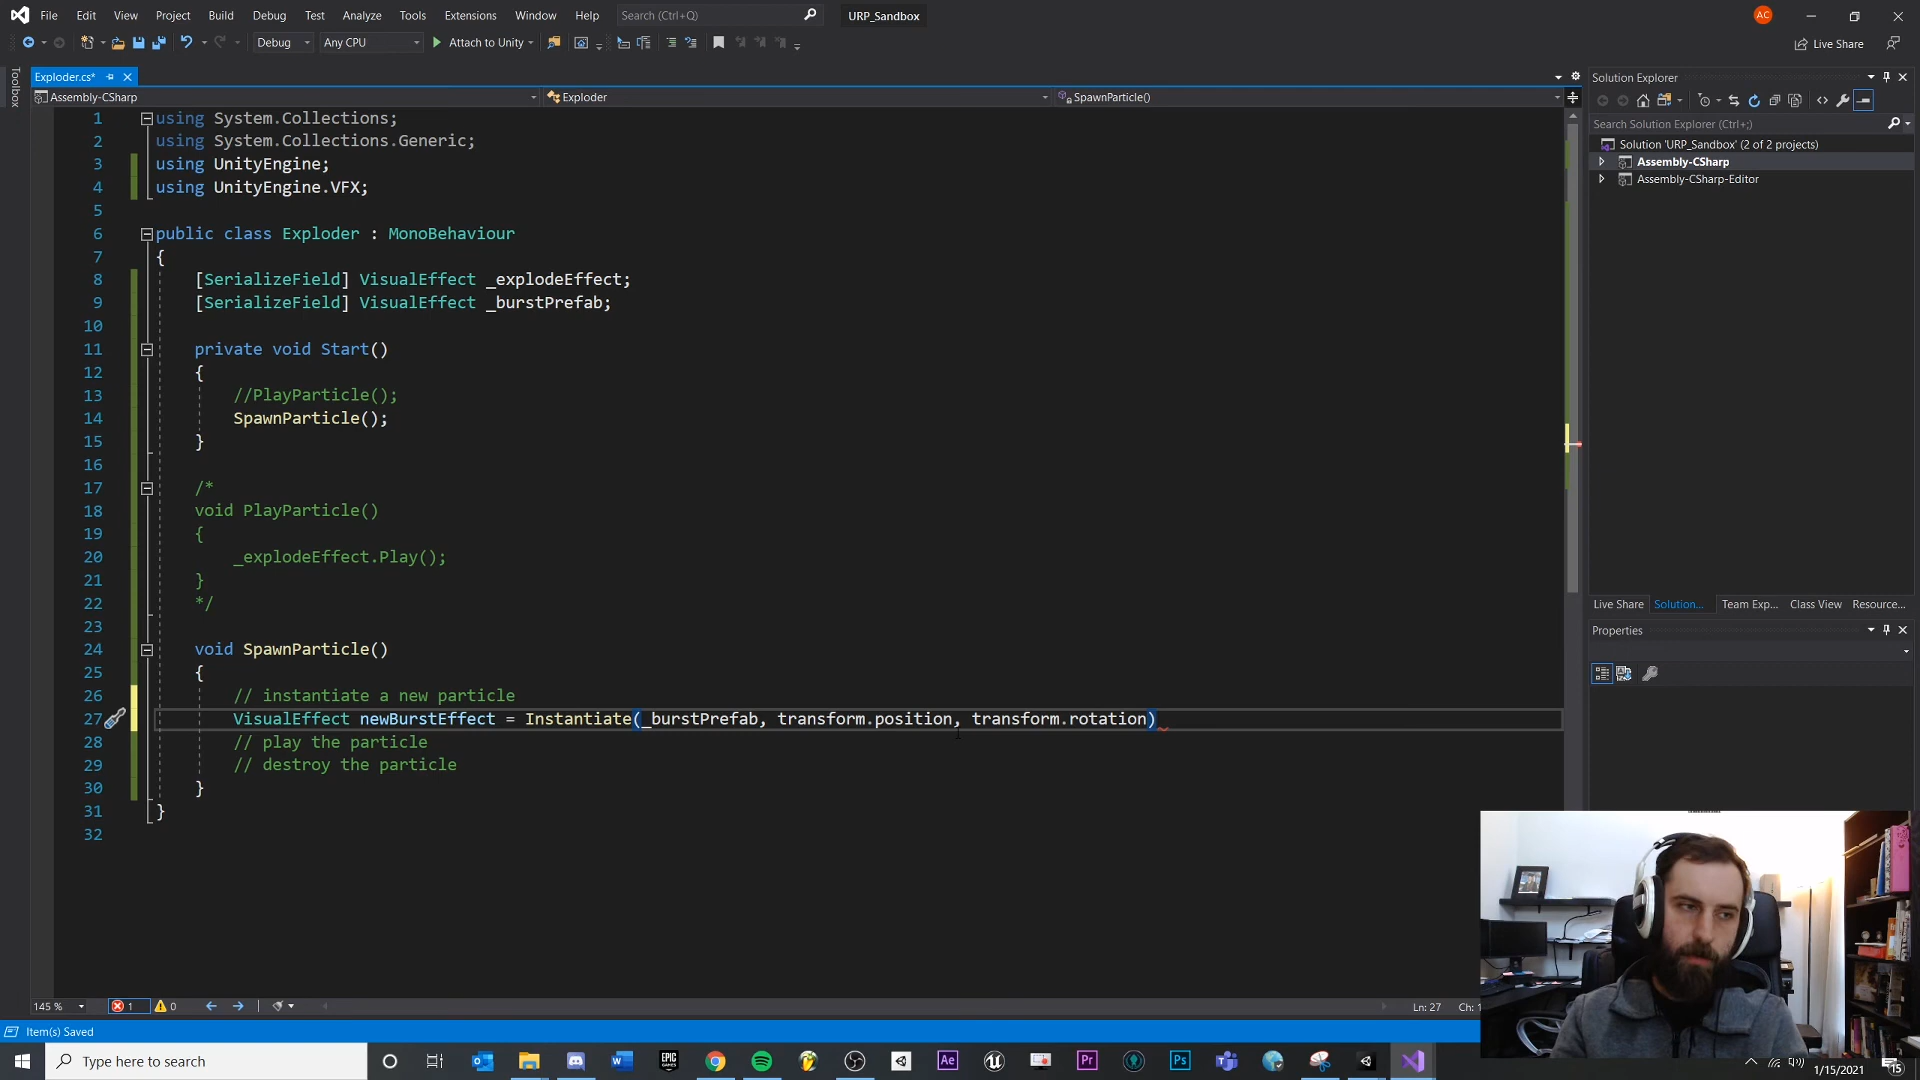 File Edit View Project Build Debug Test Analyze Tools Extensions Window Help Search (Ctrl+Q) URP_Sandbox AC
Debug Any CPU Attach to Unity Live Share
Toolbox
Exploder.cs*
Assembly-CSharp Exploder SpawnParticle()
1 using System.Collections;
2 using System.Collections.Generic;
3 using UnityEngine;
4 using UnityEngine.VFX;
5
6 public class Exploder : MonoBehaviour
7 {
8 [SerializeField] VisualEffect _explodeEffect;
9 [SerializeField] VisualEffect _burstPrefab;
10
11 private void Start()
12 {
13 //PlayParticle();
14 SpawnParticle();
15 }
16
17 /*
18 void PlayParticle()
19 {
20 _explodeEffect.Play();
21 }
22 */
23
24 void SpawnParticle()
25 {
26 // instantiate a new particle
27 VisualEffect newBurstEffect = Instantiate(_burstPrefab, transform.position, transform.rotation)
28 // play the particle
29 // destroy the particle
30 }
31 }
32
Solution Explorer
Search Solution Explorer (Ctrl+;)
Solution 'URP_Sandbox' (2 of 2 projects)
Assembly-CSharp
Assembly-CSharp-Editor
Live Share Solution... Team Exp... Class View Resource...
Properties
145 % 1 0 Ln: 27 Ch: 1
Item(s) Saved
Type here to search
1/15/2021
15